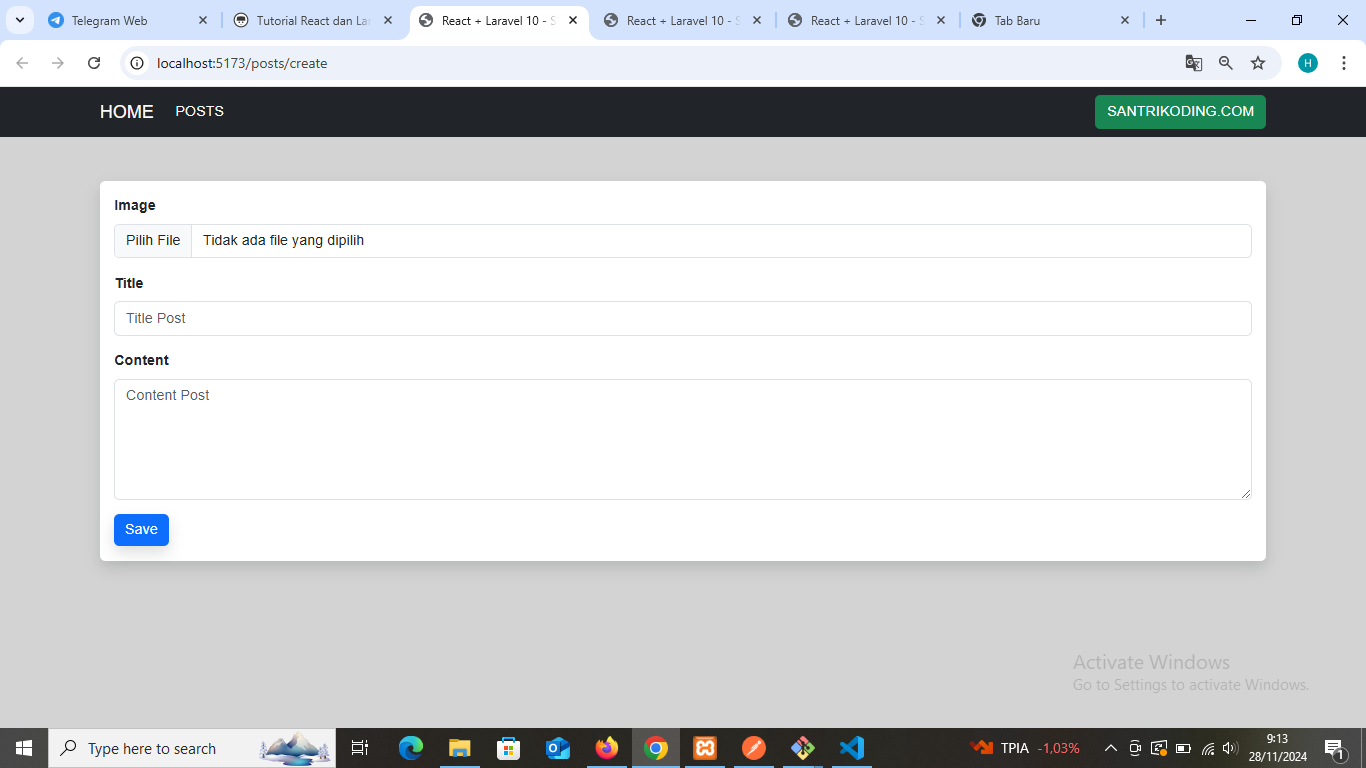 Telegram Web
Tutorial React dan La
React + Laravel 10 - S
React + Laravel 10 - S
React + Laravel 10 - S
Tab Baru
localhost:5173/posts/create
H
HOME
POSTS
SANTRIKODING.COM
Image
Pilih File
Tidak ada file yang dipilih
Title
Title Post
Content
Content Post
Save
Activate Windows
Go to Settings to activate Windows.
Type here to search
TPIA -1,03%
9:13
28/11/2024
1